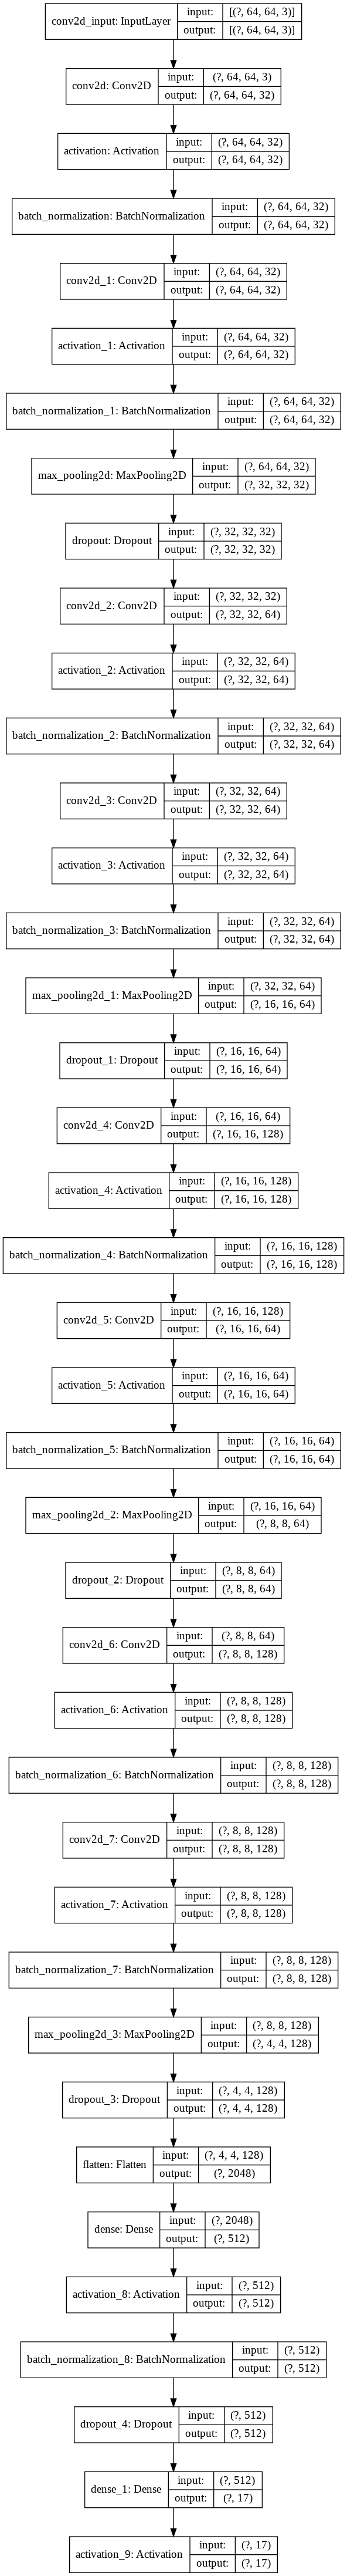 conv2d_input: InputLayer
input: [(?, 64, 64, 3)]
output: [(?, 64, 64, 3)]
conv2d: Conv2D
input: (?, 64, 64, 3)
output: (?, 64, 64, 32)
activation: Activation
input: (?, 64, 64, 32)
output: (?, 64, 64, 32)
batch_normalization: BatchNormalization
input: (?, 64, 64, 32)
output: (?, 64, 64, 32)
conv2d_1: Conv2D
input: (?, 64, 64, 32)
output: (?, 64, 64, 32)
activation_1: Activation
input: (?, 64, 64, 32)
output: (?, 64, 64, 32)
batch_normalization_1: BatchNormalization
input: (?, 64, 64, 32)
output: (?, 64, 64, 32)
max_pooling2d: MaxPooling2D
input: (?, 64, 64, 32)
output: (?, 32, 32, 32)
dropout: Dropout
input: (?, 32, 32, 32)
output: (?, 32, 32, 32)
conv2d_2: Conv2D
input: (?, 32, 32, 32)
output: (?, 32, 32, 64)
activation_2: Activation
input: (?, 32, 32, 64)
output: (?, 32, 32, 64)
batch_normalization_2: BatchNormalization
input: (?, 32, 32, 64)
output: (?, 32, 32, 64)
conv2d_3: Conv2D
input: (?, 32, 32, 64)
output: (?, 32, 32, 64)
activation_3: Activation
input: (?, 32, 32, 64)
output: (?, 32, 32, 64)
batch_normalization_3: BatchNormalization
input: (?, 32, 32, 64)
output: (?, 32, 32, 64)
max_pooling2d_1: MaxPooling2D
input: (?, 32, 32, 64)
output: (?, 16, 16, 64)
dropout_1: Dropout
input: (?, 16, 16, 64)
output: (?, 16, 16, 64)
conv2d_4: Conv2D
input: (?, 16, 16, 64)
output: (?, 16, 16, 128)
activation_4: Activation
input: (?, 16, 16, 128)
output: (?, 16, 16, 128)
batch_normalization_4: BatchNormalization
input: (?, 16, 16, 128)
output: (?, 16, 16, 128)
conv2d_5: Conv2D
input: (?, 16, 16, 128)
output: (?, 16, 16, 64)
activation_5: Activation
input: (?, 16, 16, 64)
output: (?, 16, 16, 64)
batch_normalization_5: BatchNormalization
input: (?, 16, 16, 64)
output: (?, 16, 16, 64)
max_pooling2d_2: MaxPooling2D
input: (?, 16, 16, 64)
output: (?, 8, 8, 64)
dropout_2: Dropout
input: (?, 8, 8, 64)
output: (?, 8, 8, 64)
conv2d_6: Conv2D
input: (?, 8, 8, 64)
output: (?, 8, 8, 128)
activation_6: Activation
input: (?, 8, 8, 128)
output: (?, 8, 8, 128)
batch_normalization_6: BatchNormalization
input: (?, 8, 8, 128)
output: (?, 8, 8, 128)
conv2d_7: Conv2D
input: (?, 8, 8, 128)
output: (?, 8, 8, 128)
activation_7: Activation
input: (?, 8, 8, 128)
output: (?, 8, 8, 128)
batch_normalization_7: BatchNormalization
input: (?, 8, 8, 128)
output: (?, 8, 8, 128)
max_pooling2d_3: MaxPooling2D
input: (?, 8, 8, 128)
output: (?, 4, 4, 128)
dropout_3: Dropout
input: (?, 4, 4, 128)
output: (?, 4, 4, 128)
flatten: Flatten
input: (?, 4, 4, 128)
output: (?, 2048)
dense: Dense
input: (?, 2048)
output: (?, 512)
activation_8: Activation
input: (?, 512)
output: (?, 512)
batch_normalization_8: BatchNormalization
input: (?, 512)
output: (?, 512)
dropout_4: Dropout
input: (?, 512)
output: (?, 512)
dense_1: Dense
input: (?, 512)
output: (?, 17)
activation_9: Activation
input: (?, 17)
output: (?, 17)